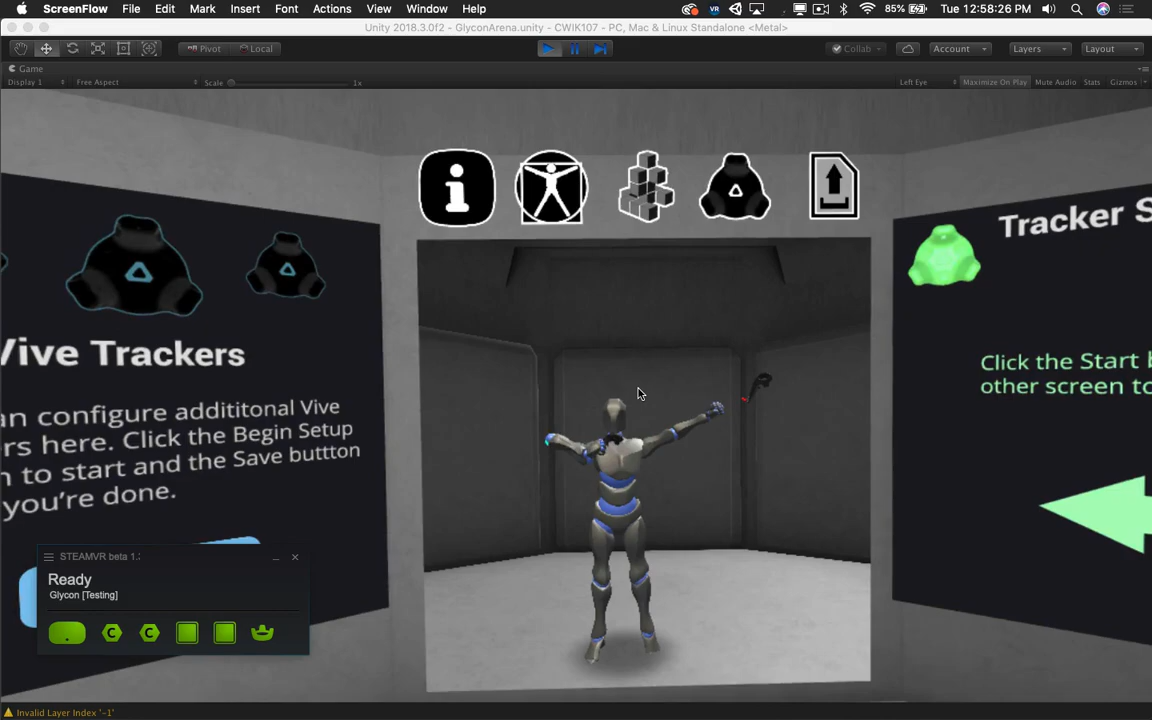 ScreenFlow File Edit Mark Insert Font Actions View Window Help 85% Tue 12:58:26 PM
Unity 2018.3.0f2 - GlyconArena.unity - CWIK107 - PC, Mac & Linux Standalone <Metal>
Pivot Local Collab Account Layers Layout
Game
Display 1 Free Aspect Scale 1x Left Eye Maximize On Play Mute Audio Stats Gizmos
Vive Trackers
an configure addititonal Vive
ers here. Click the Begin Setup
n to start and the Save buttton
you're done.
Tracker S
Click the Start b
other screen to
STEAMVR beta 1.
Ready
Glycon [Testing]
C C
Invalid Layer Index '-1'